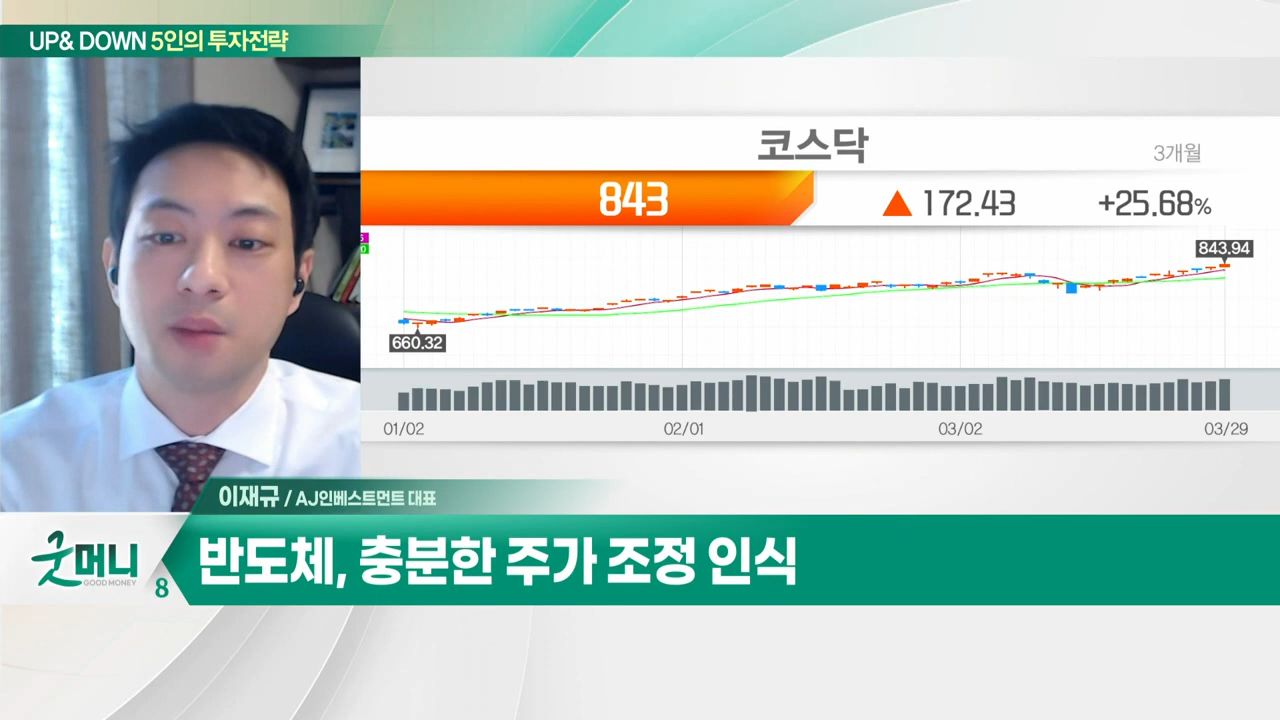 UP& DOWN 5인의 투자전략
코스닥
3개월
843
▲ 172.43
+25.68%
843.94
660.32
01/02
02/01
03/02
03/29
이재규 / AJ인베스트먼트 대표
굿머니
GOOD MONEY
8
반도체, 충분한 주가 조정 인식